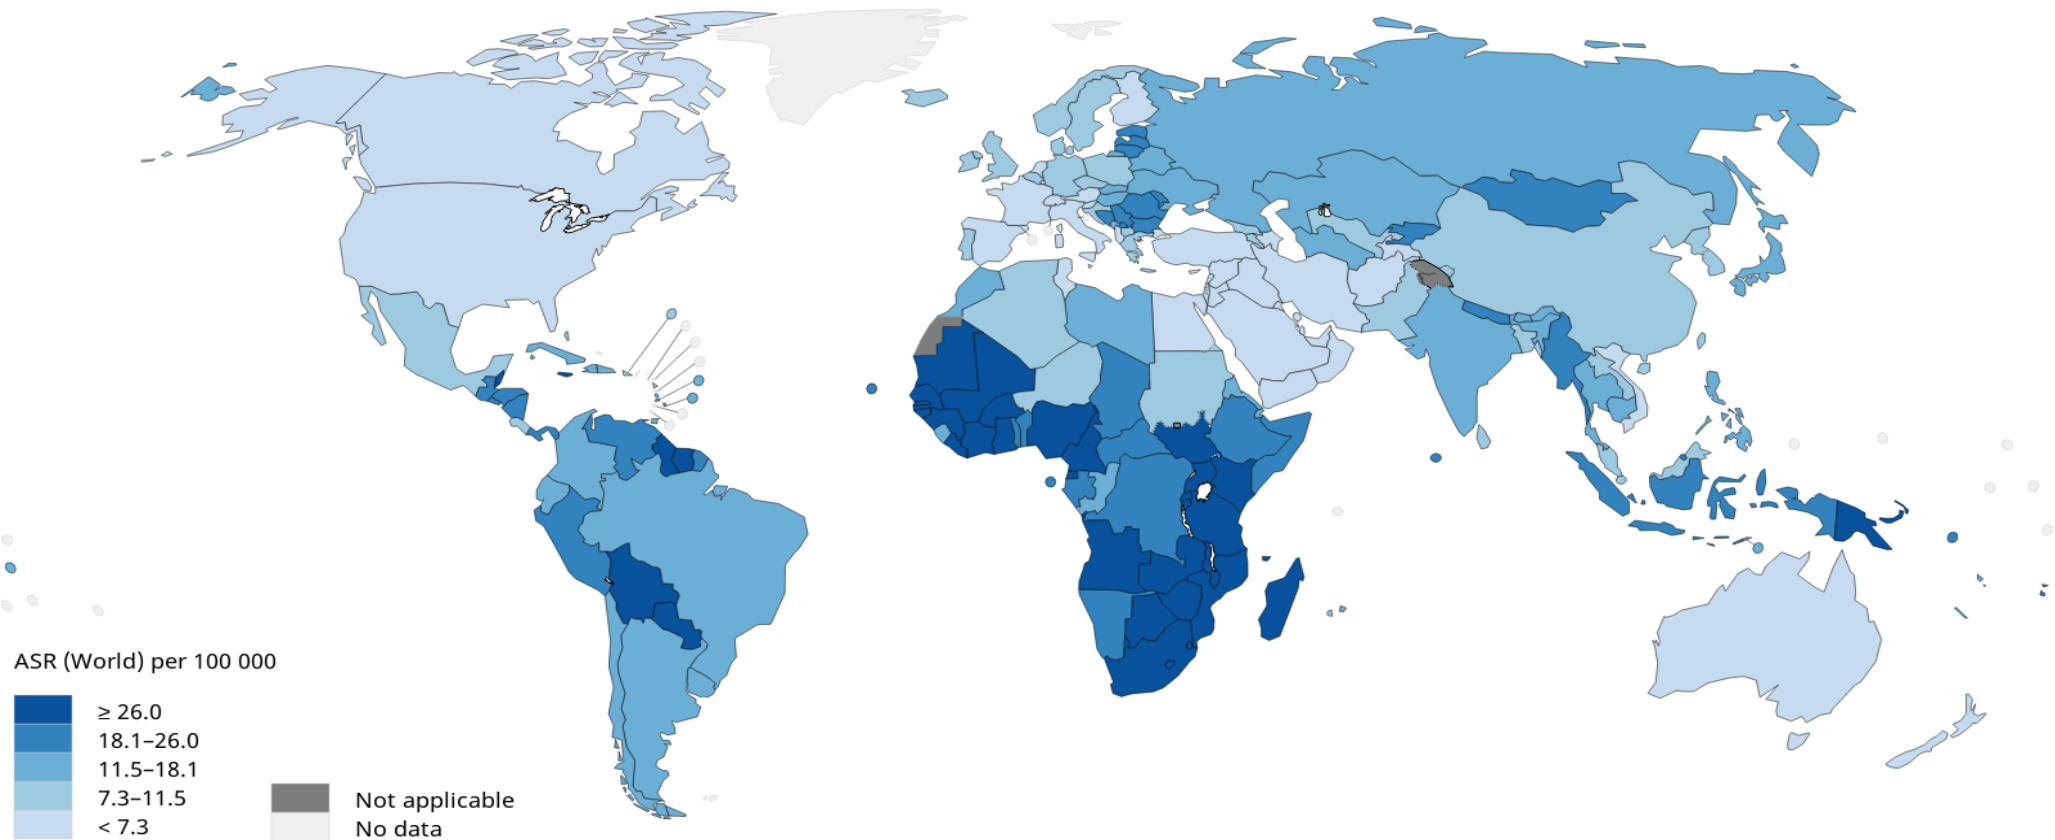 ASR (World) per 100 000
≥ 26.0
18.1–26.0
11.5–18.1
7.3–11.5
< 7.3
Not applicable
No data